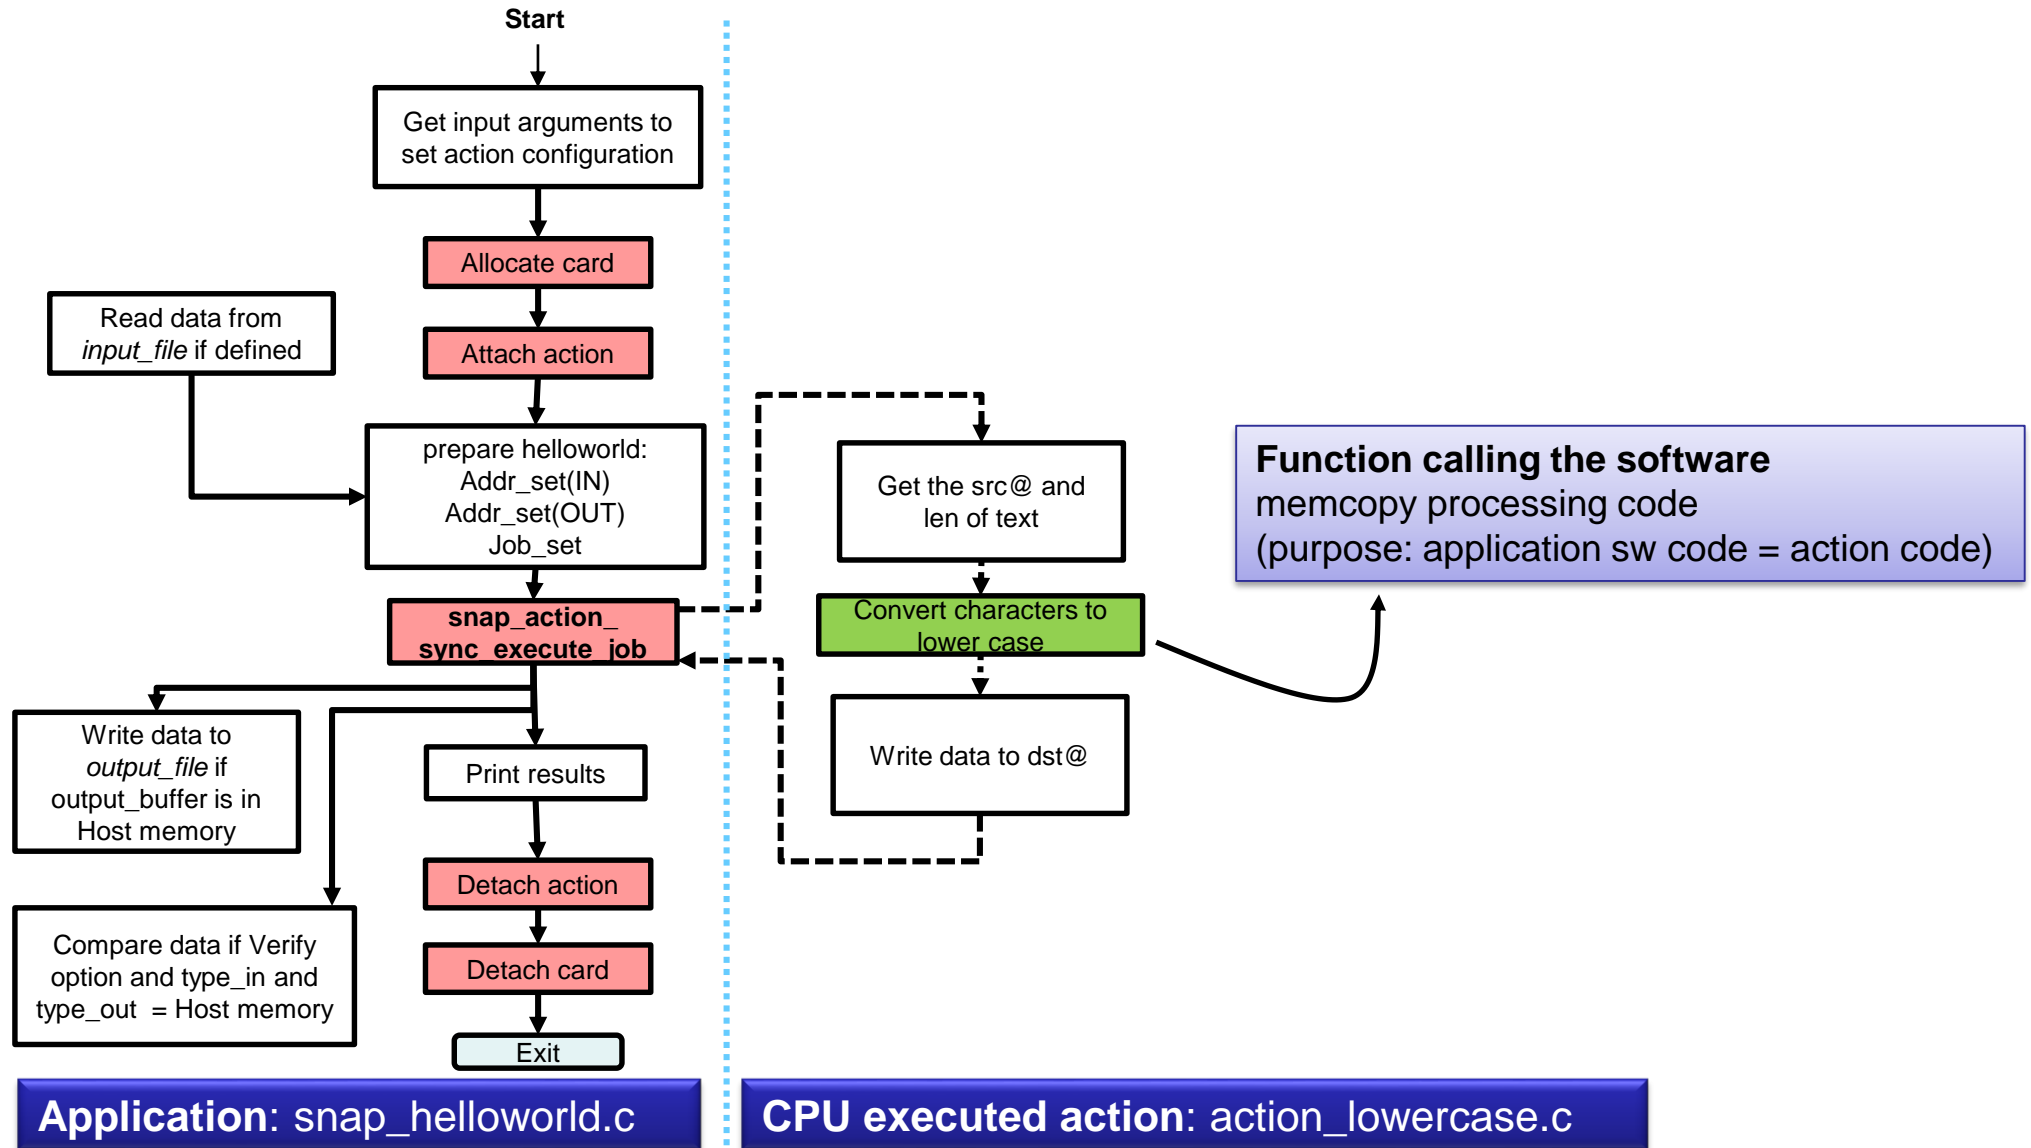 Start
Get input arguments to
set action configuration
Allocate card
Read data from
input_file if defined
Attach action
prepare helloworld:
Addr_set(IN)
Addr_set(OUT)
Job_set
snap_action_
sync_execute_job
Write data to
output_file if
output_buffer is in
Host memory
Print results
Detach action
Compare data if Verify
option and type_in and
type_out = Host memory
Detach card
Exit
Application: snap_helloworld.c
Get the src@ and
len of text
Convert characters to
lower case
Write data to dst@
Function calling the software
memcopy processing code
(purpose: application sw code = action code)
CPU executed action: action_lowercase.c